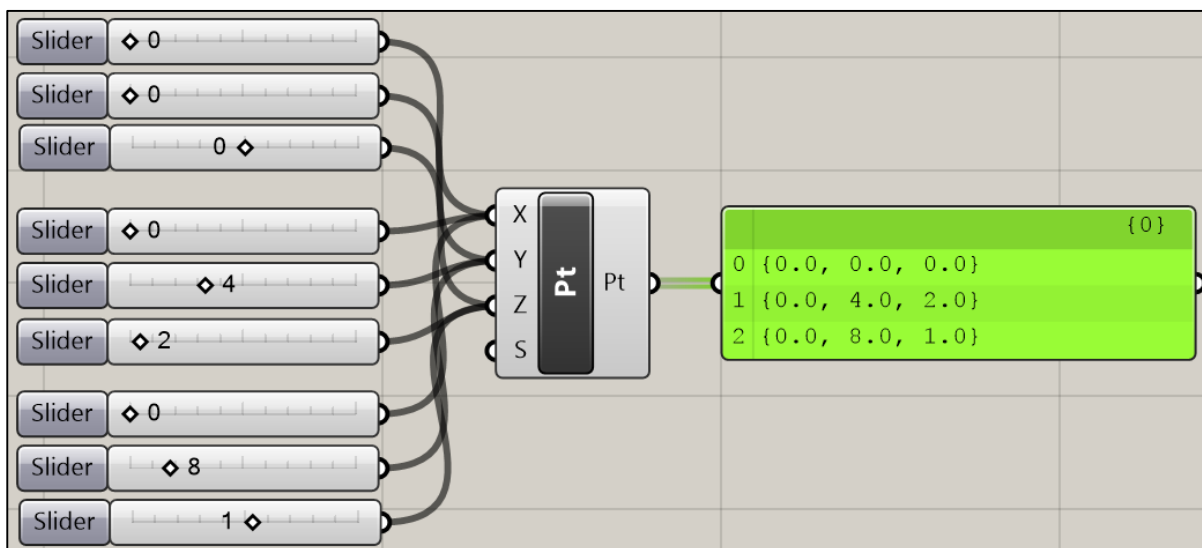 Slider 0
Slider 0
Slider 0
Slider 0
Slider 4
Slider 2
Slider 0
Slider 8
Slider 1
X
Y
Z
S
Pt
Pt
{0}
0 {0.0, 0.0, 0.0}
1 {0.0, 4.0, 2.0}
2 {0.0, 8.0, 1.0}